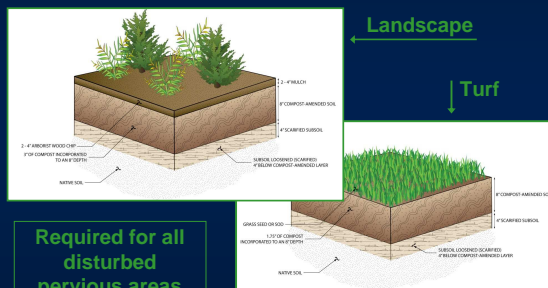 Landscape
Turf
2 - 4" MULCH
8" COMPOST-AMENDED SOIL
4" SCARIFIED SUBSOIL
2 - 4" ARBORIST WOOD CHIP
3" OF COMPOST INCORPORATED
TO AN 8" DEPTH
SUBSOIL LOOSENED (SCARIFIED)
4" BELOW COMPOST-AMENDED LAYER
NATIVE SOIL
8" COMPOST-AMENDED SO
4" SCARIFIED SUBSOIL
GRASS SEED OR SOD
1.75" OF COMPOST
INCORPORATED TO AN 8" DEPTH
SUBSOIL LOOSENED (SCARIFIED)
4" BELOW COMPOST-AMENDED LAYER
NATIVE SOIL
Required for all
disturbed
pervious areas